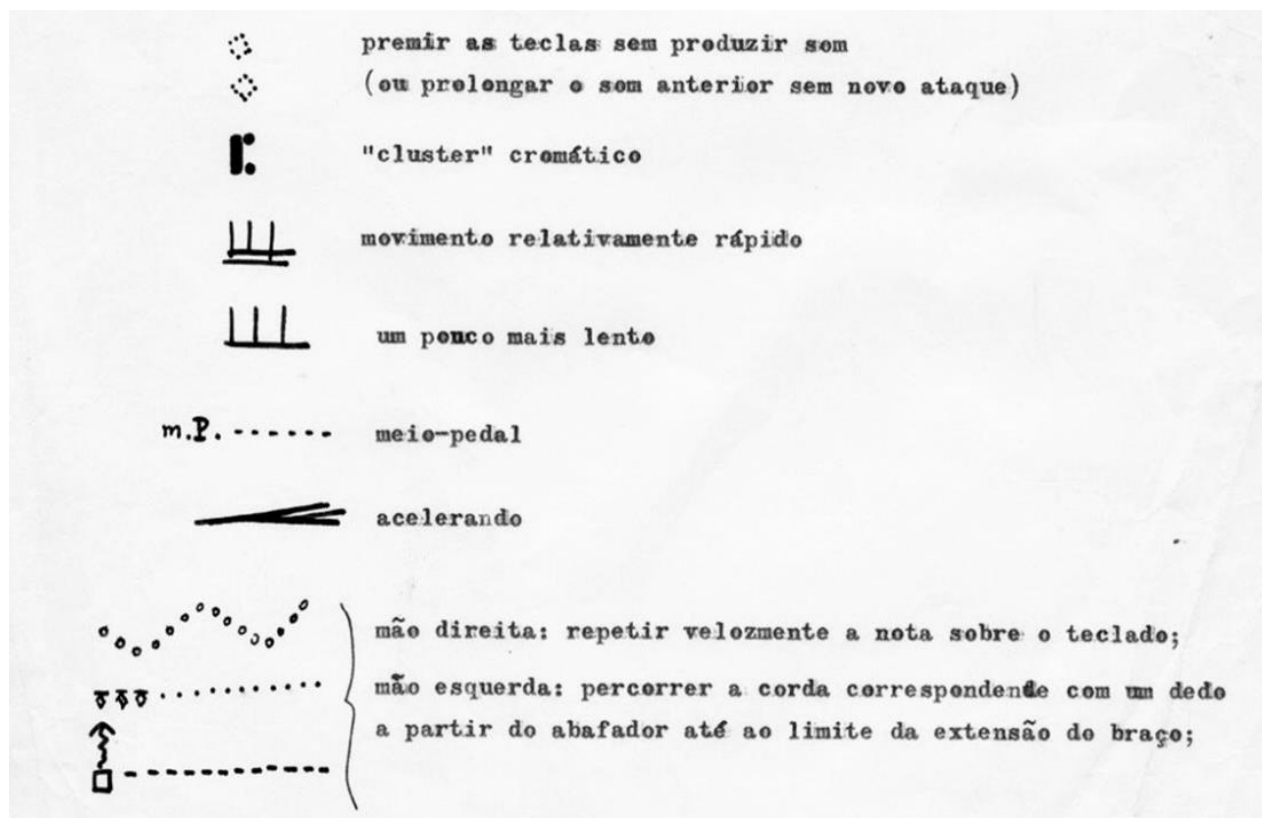 premir as teclas sem produzir som
(ou prolongar o som anterior sem novo ataque)
"cluster" cromático
movimento relativamente rápido
um pouco mais lento
m.P. meio-pedal
acelerando
mão direita: repetir velozmente a nota sobre o teclado;
mão esquerda: percorrer a corda correspondente com um dedo
a partir do abafador até ao limite da extensão do braço;